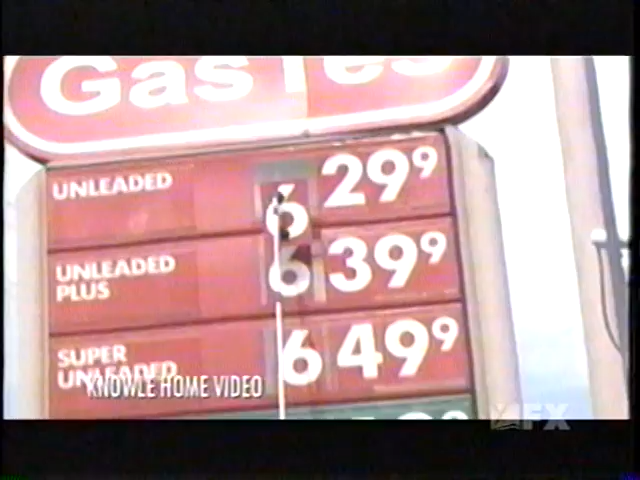 Gas Tes
UNLEADED 6 29 9
UNLEADED
PLUS 6 39 9
SUPER
UNLEADED 6 49 9
KNOWLE HOME VIDEO
FX